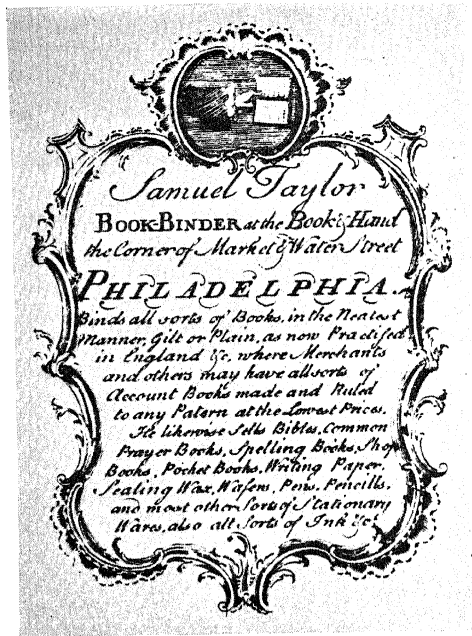 Samuel Taylor
BOOK-BINDER at the Book & Hand
the Corner of Market & Water Street
PHILADELPHIA.
Binds all sorts of Books, in the Neatest
Manner, Gilt or Plain, as now Practised
in England &c, where Merchants
and others may have all sorts of
Account Books made and Ruled
to any Patern at the Lowest Prices.
He likewise Sells Bibles, Common
Prayer Books, Spelling Books, Shop
Books, Pocket Books, Writing Paper,
Sealing Wax, Wafers, Pens, Pencills,
and most other Sorts of Stationary
Wares, also all Sorts of Ink &c